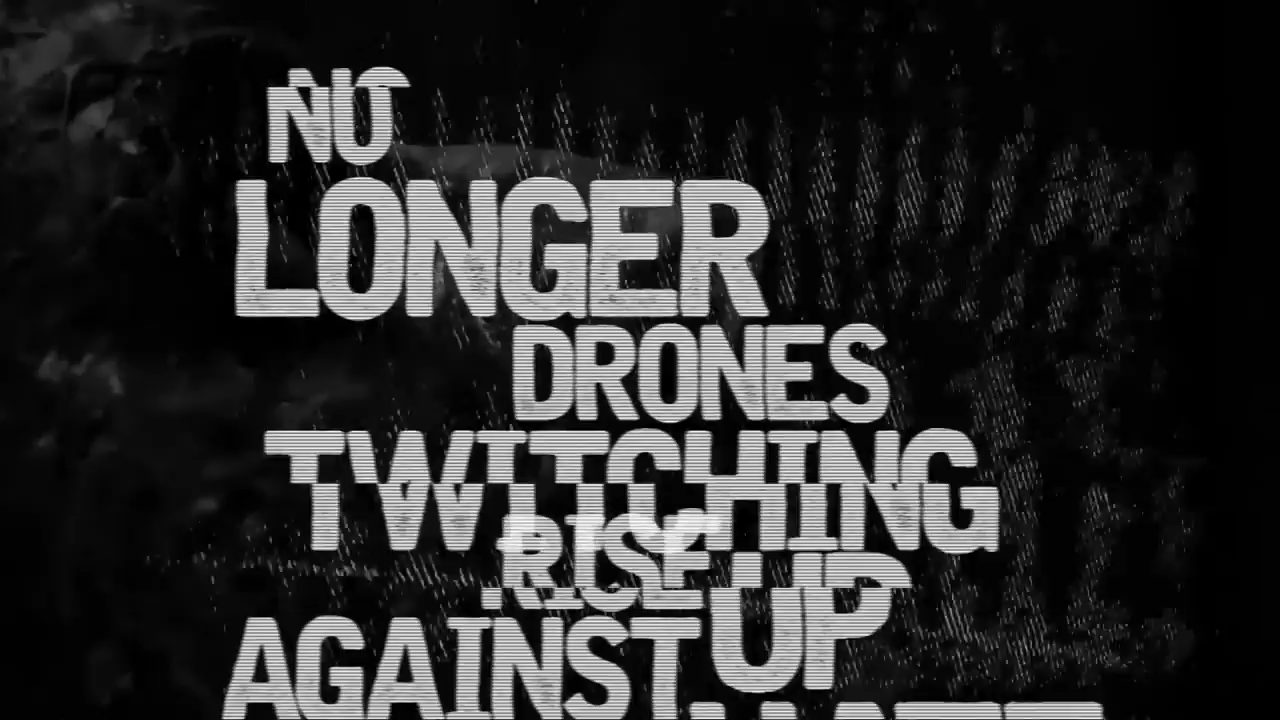 NO
LONGER
DRONES
TWITCHING
RISE UP
AGAINST